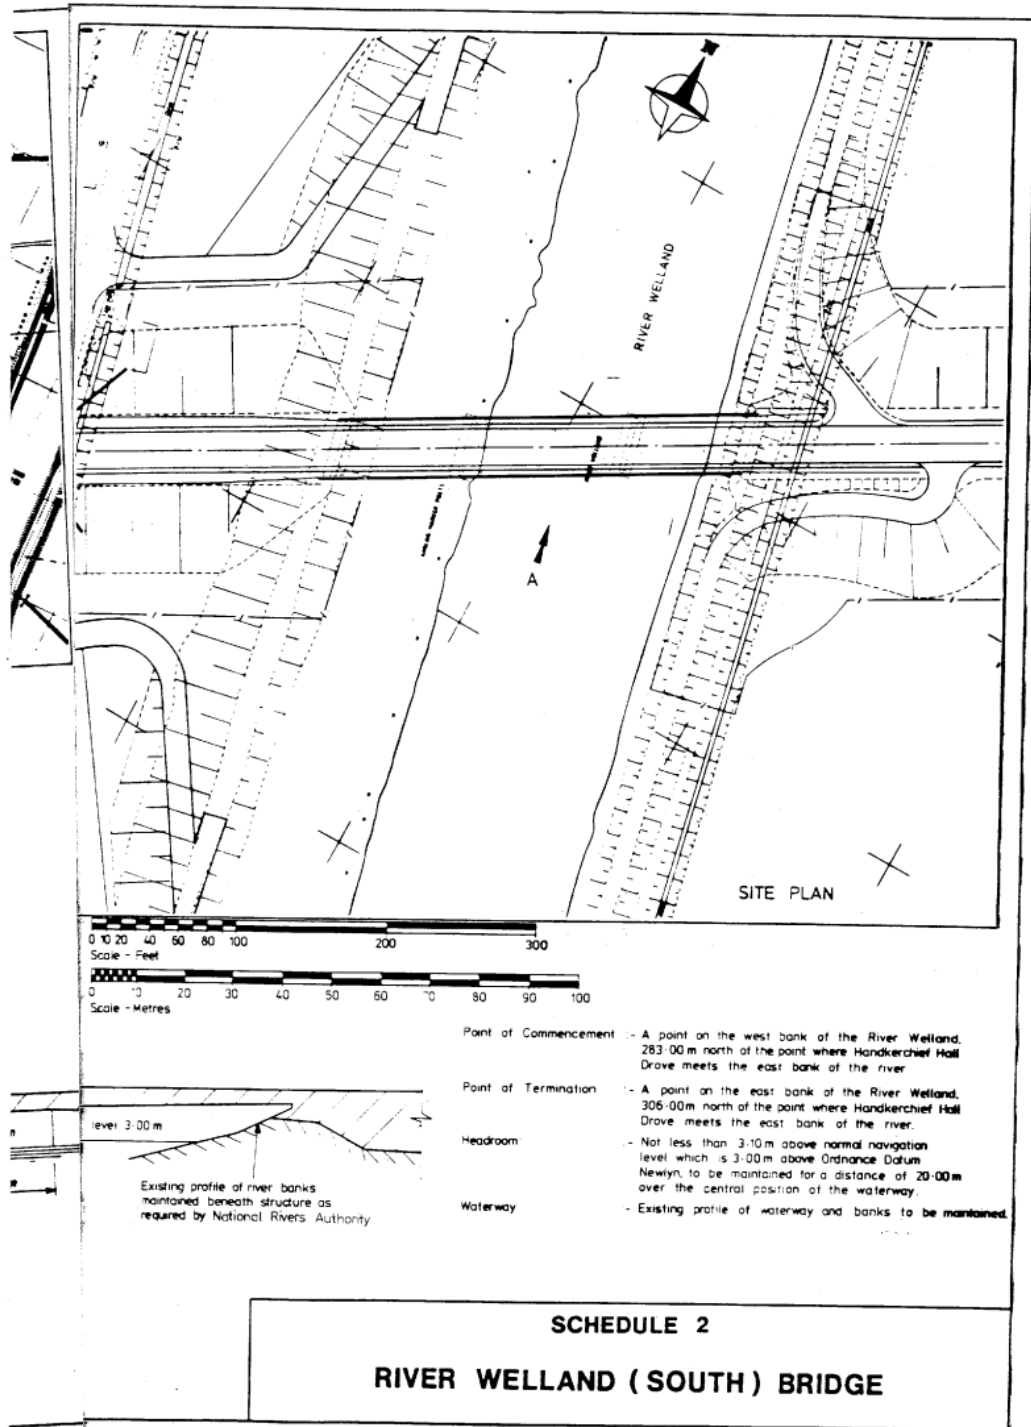 RIVER WELLAND
A
SITE PLAN
0 10 20 40 60 80 100 200 300
Scale - Feet
0 10 20 30 40 50 60 70 80 90 100
Scale - Metres
Point of Commencement :- A point on the west bank of the River Welland,
283·00 m north of the point where Handkerchief Hall
Drove meets the east bank of the river
Point of Termination :- A point on the east bank of the River Welland,
306·00m north of the point where Handkerchief Hall
Drove meets the east bank of the river.
Headroom :- Not less than 3·10m above normal navigation
level which is 3·00m above Ordnance Datum
Newlyn, to be maintained for a distance of 20·00m
over the central position of the waterway.
Waterway - Existing profile of waterway and banks to be maintained.
level 3·00 m
Existing profile of river banks
maintained beneath structure as
required by National Rivers Authority
SCHEDULE 2
RIVER WELLAND (SOUTH) BRIDGE